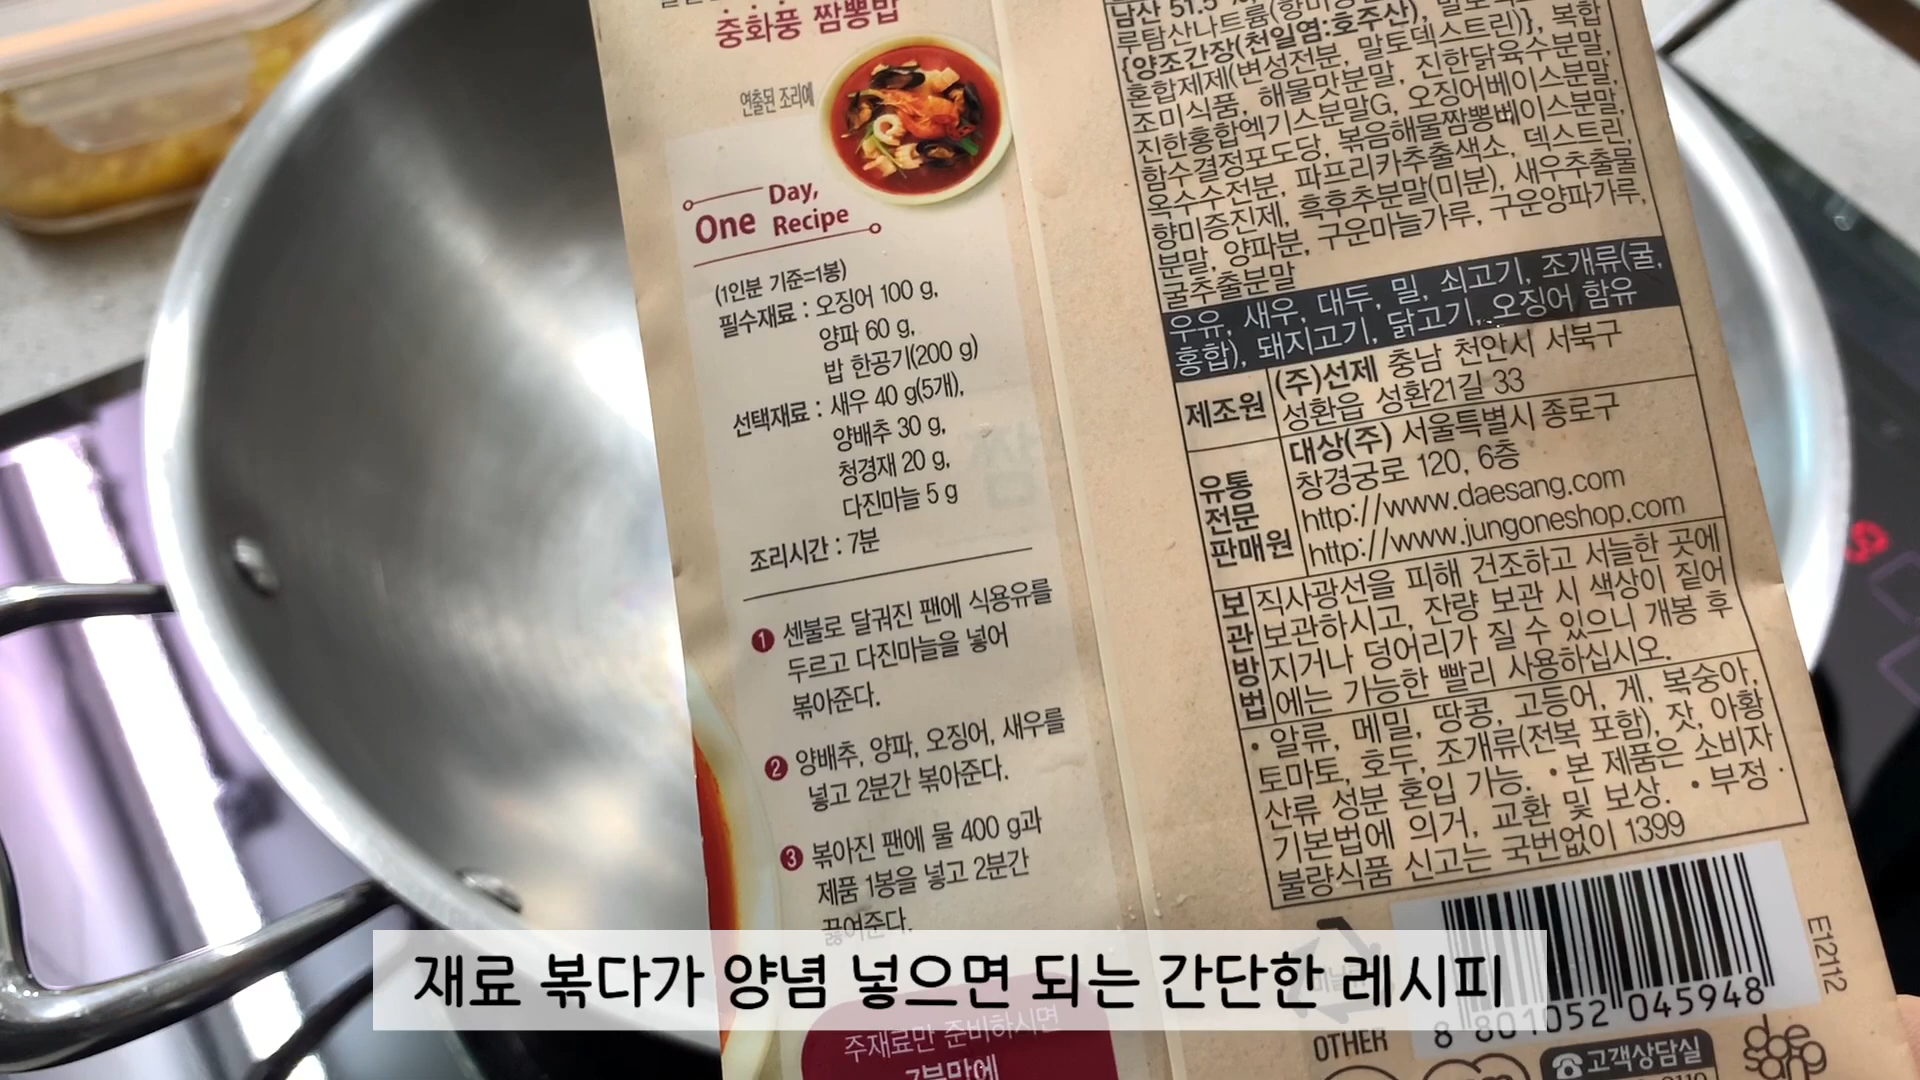 중화풍 짬뽕밥
연출된 조리예
One Day, Recipe
(1인분 기준=1봉)
필수재료 : 오징어 100 g,
양파 60 g,
밥 한공기(200 g)
선택재료 : 새우 40 g(5개),
양배추 30 g,
청경재 20 g,
다진마늘 5 g
조리시간 : 7분
1 센불로 달궈진 팬에 식용유를
두르고 다진마늘을 넣어
볶아준다.
2 양배추, 양파, 오징어, 새우를
넣고 2분간 볶아준다.
3 볶아진 팬에 물 400 g과
제품 1봉을 넣고 2분간
끓여준다.
주재료만 준비하시면
7분만에
남산 51.5
루탐산나트륨(향미
{양조간장(천일염:호주산),
혼합제제(변성전분, 말토덱스트린)}, 복합
조미식품, 해물맛분말, 진한닭육수분말,
진한홍합엑기스분말G, 오징어베이스분말,
함수결정포도당, 볶음해물짬뽕베이스분말,
옥수수전분, 파프리카추출색소, 덱스트린,
향미증진제, 흑후추분말(미분), 새우추출물
분말, 양파분, 구운마늘가루, 구운양파가루,
굴추출분말
우유, 새우, 대두, 밀, 쇠고기, 조개류(굴,
홍합), 돼지고기, 닭고기, 오징어 함유
제조원 (주)선제 충남 천안시 서북구
성환읍 성환21길 33
유통전문판매원 대상(주) 서울특별시 종로구
창경궁로 120, 6층
http://www.daesang.com
http://www.jungoneshop.com
보관방법 직사광선을 피해 건조하고 서늘한 곳에
보관하시고, 잔량 보관 시 색상이 짙어
지거나 덩어리가 질 수 있으니 개봉 후
에는 가능한 빨리 사용하십시오.
• 알류, 메밀, 땅콩, 고등어, 게, 복숭아,
토마토, 호두, 조개류(전복 포함), 잣, 아황
산류 성분 혼입 가능. • 본 제품은 소비자
기본법에 의거, 교환 및 보상. • 부정 ·
불량식품 신고는 국번없이 1399
E12112
8 801052 045948
OTHER
고객상담실
daesang
재료 볶다가 양념 넣으면 되는 간단한 레시피